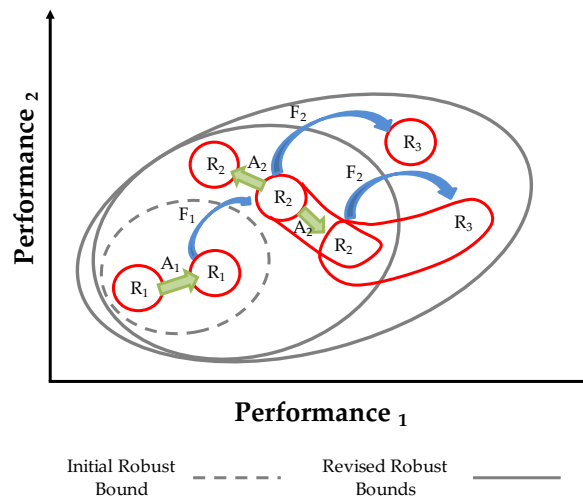 Performance 2
F2
R2
A2
R3
F2
R2
F1
A2
R3
R2
A1
R1
R1
Performance 1
Initial Robust
Bound
Revised Robust
Bounds